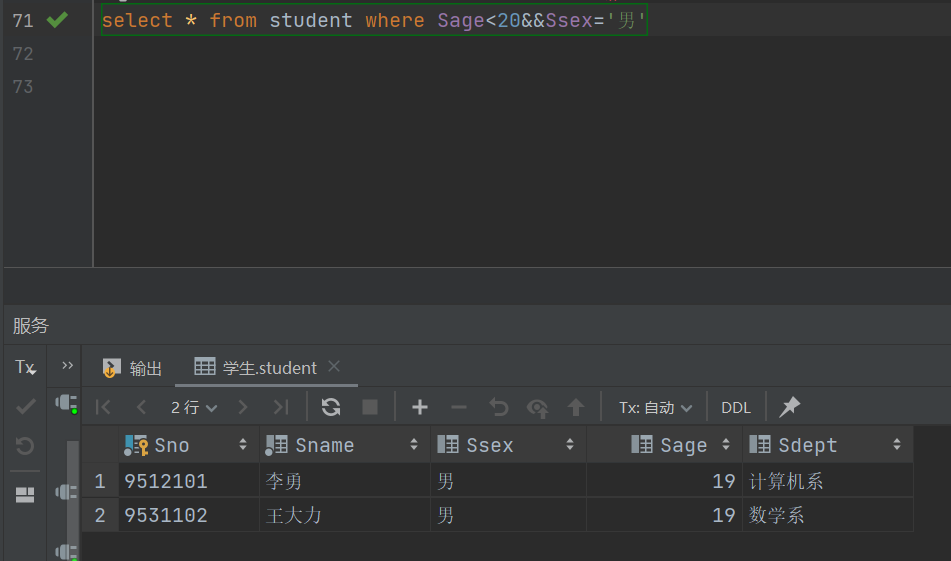 71 select * from student where Sage<20&&Ssex='男'
72
73
服务
Tx
» 输出 学生.student
2 行 Tx: 自动 DDL
Sno Sname Ssex Sage Sdept
1 9512101 李勇 男 19 计算机系
2 9531102 王大力 男 19 数学系